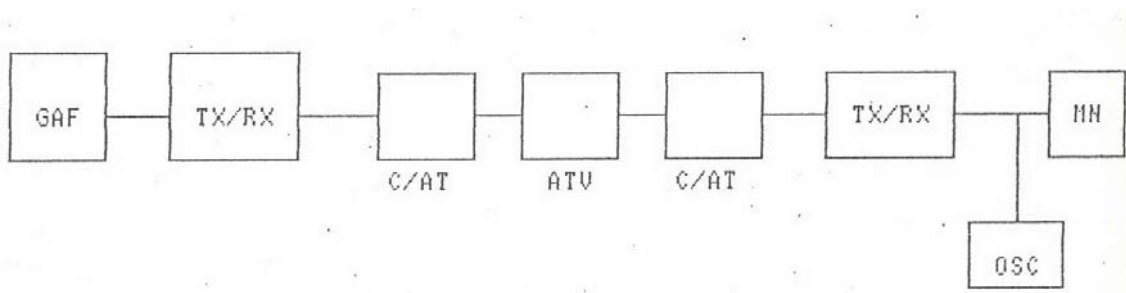 GAF
TX/RX
C/AT
ATV
C/AT
TX/RX
MN
OSC